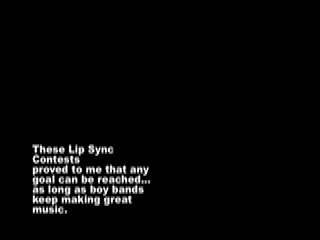 These Lip Sync
Contests
proved to me that any
goal can be reached...
as long as boy bands
keep making great
music.